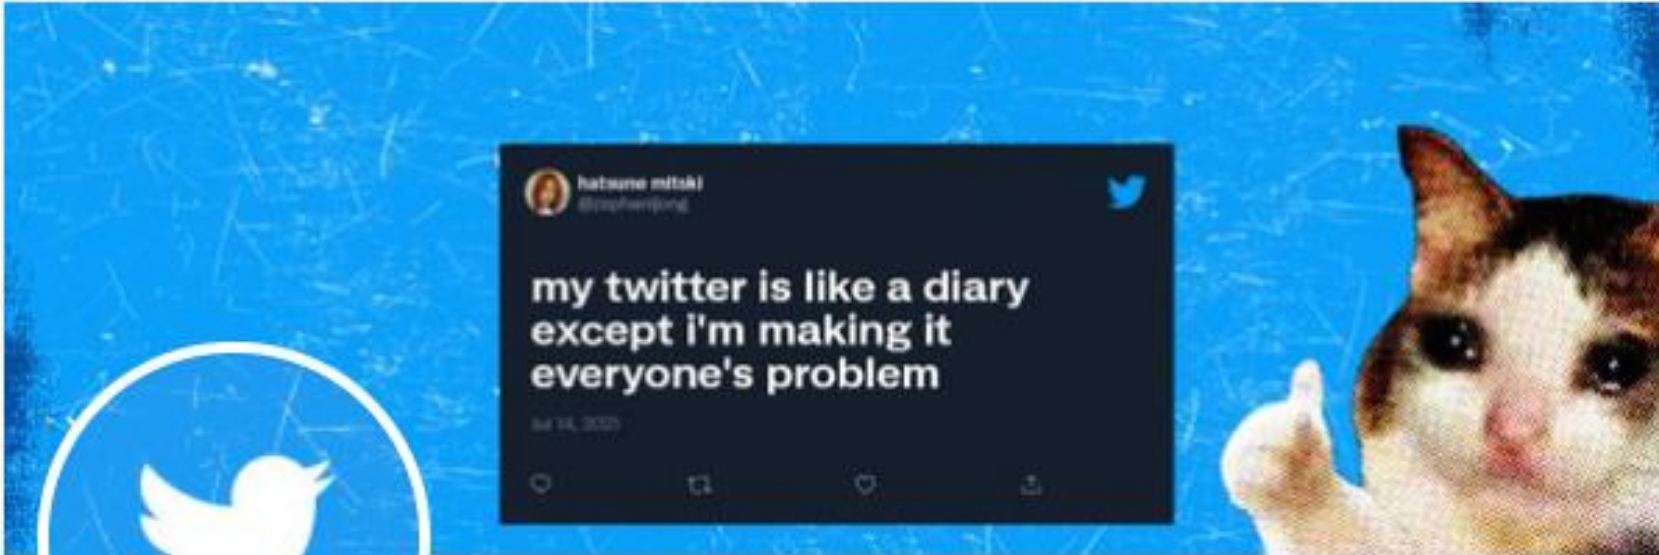 hatsune mitski
my twitter is like a diary
except i'm making it
everyone's problem